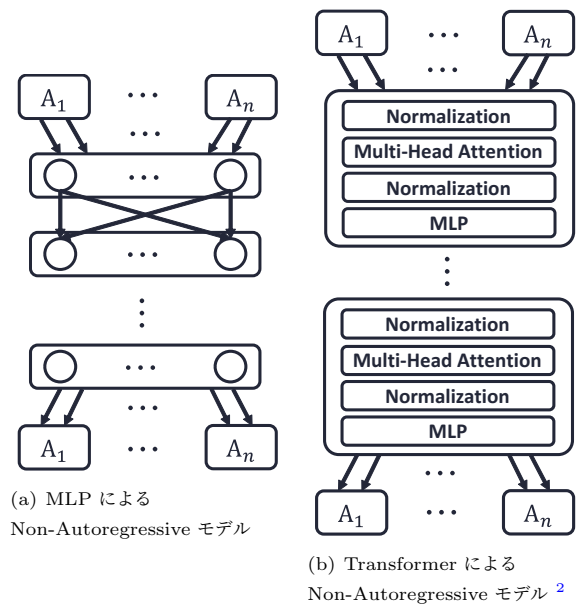 A1 ··· An
···
··· 
···
⋮
···
···
A1 ··· An
(a) MLP による
Non-Autoregressive モデル
A1 ··· An
···
Normalization
Multi-Head Attention
Normalization
MLP
⋮
Normalization
Multi-Head Attention
Normalization
MLP
···
A1 ··· An
(b) Transformer による
Non-Autoregressive モデル 2